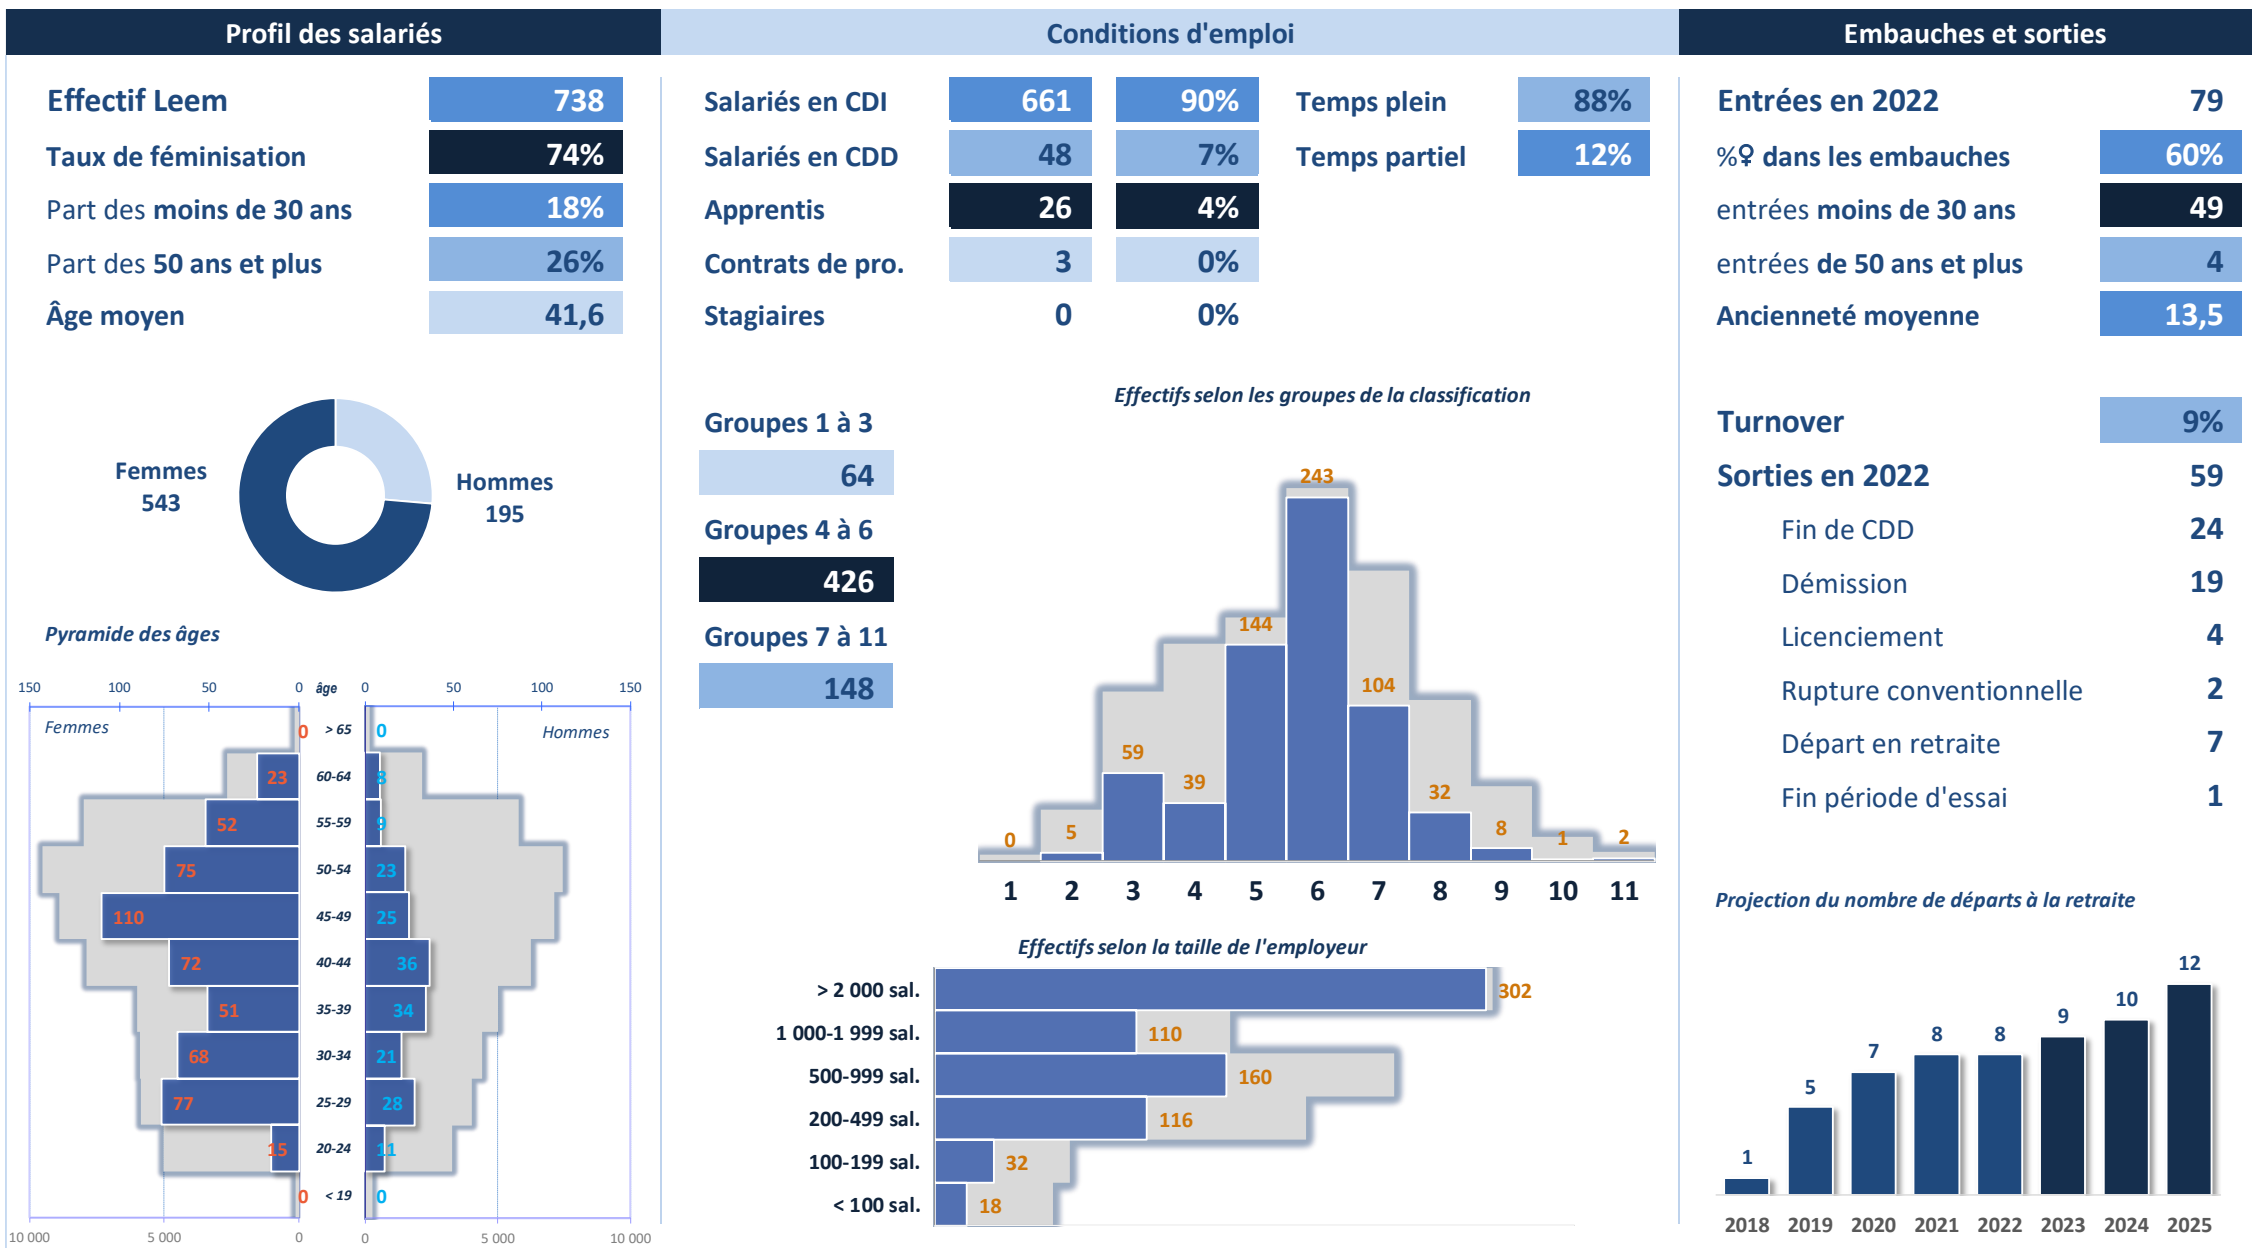 Profil des salariés
Effectif Leem 738
Taux de féminisation 74%
Part des moins de 30 ans 18%
Part des 50 ans et plus 26%
Âge moyen 41,6
Femmes
543
Hommes
195
Pyramide des âges
150 100 50 0 âge 0 50 100 150
Femmes 0 > 65 0 Hommes
23 60-64 8
52 55-59 9
75 50-54 23
110 45-49 25
72 40-44 36
51 35-39 34
68 30-34 21
77 25-29 28
15 20-24 11
0 < 19 0
10 000 5 000 0 0 5 000 10 000
Conditions d'emploi
Salariés en CDI 661 90% Temps plein 88%
Salariés en CDD 48 7% Temps partiel 12%
Apprentis 26 4%
Contrats de pro. 3 0%
Stagiaires 0 0%
Groupes 1 à 3
64
Groupes 4 à 6
426
Groupes 7 à 11
148
Effectifs selon les groupes de la classification
0 5 59 39 144 243 104 32 8 1 2
1 2 3 4 5 6 7 8 9 10 11
Effectifs selon la taille de l'employeur
> 2 000 sal. 302
1 000-1 999 sal. 110
500-999 sal. 160
200-499 sal. 116
100-199 sal. 32
< 100 sal. 18
Embauches et sorties
Entrées en 2022 79
%♀ dans les embauches 60%
entrées moins de 30 ans 49
entrées de 50 ans et plus 4
Ancienneté moyenne 13,5
Turnover 9%
Sorties en 2022 59
Fin de CDD 24
Démission 19
Licenciement 4
Rupture conventionnelle 2
Départ en retraite 7
Fin période d'essai 1
Projection du nombre de départs à la retraite
1 5 7 8 8 9 10 12
2018 2019 2020 2021 2022 2023 2024 2025